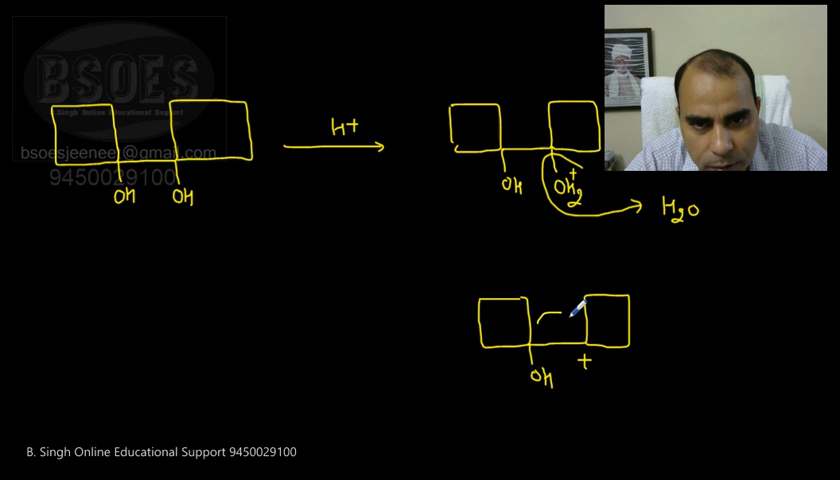 BSOES
Singh Online Educational Support
bsoesjeeneet@gmail.com
9450029100
H+
OH
OH
OH
OH2+
H2O
OH
+
B. Singh Online Educational Support 9450029100